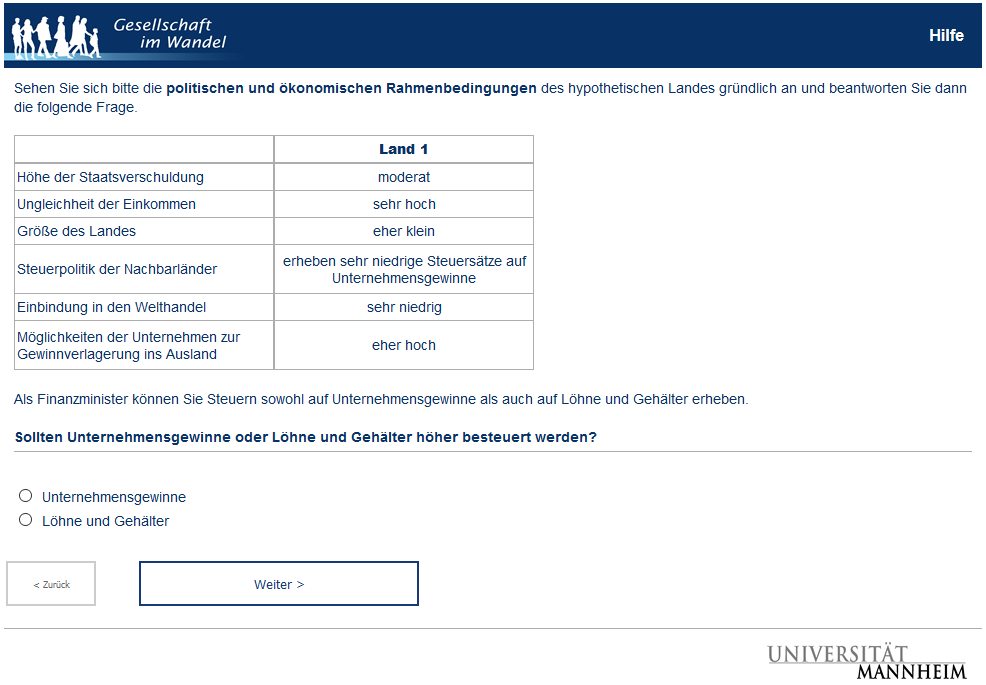 Gesellschaft
im Wandel
Hilfe
Sehen Sie sich bitte die politischen und ökonomischen Rahmenbedingungen des hypothetischen Landes gründlich an und beantworten Sie dann
die folgende Frage.
Land 1
Höhe der Staatsverschuldung moderat
Ungleichheit der Einkommen sehr hoch
Größe des Landes eher klein
Steuerpolitik der Nachbarländer erheben sehr niedrige Steuersätze auf
Unternehmensgewinne
Einbindung in den Welthandel sehr niedrig
Möglichkeiten der Unternehmen zur
Gewinnverlagerung ins Ausland eher hoch
Als Finanzminister können Sie Steuern sowohl auf Unternehmensgewinne als auch auf Löhne und Gehälter erheben.
Sollten Unternehmensgewinne oder Löhne und Gehälter höher besteuert werden?
Unternehmensgewinne
Löhne und Gehälter
< Zurück
Weiter >
UNIVERSITÄT
MANNHEIM